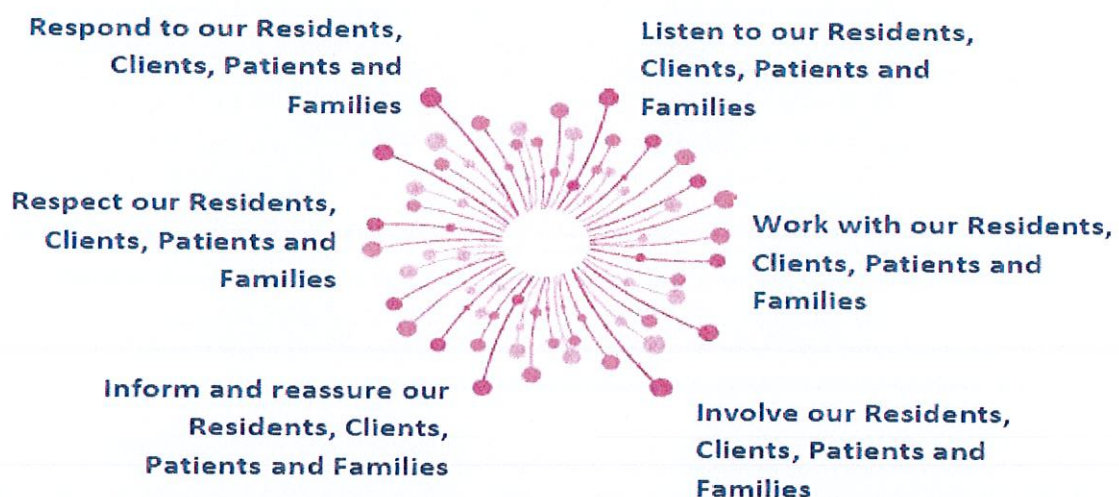 Respond to our Residents,
Clients, Patients and
Families
Listen to our Residents,
Clients, Patients and
Families
Respect our Residents,
Clients, Patients and
Families
Work with our Residents,
Clients, Patients and
Families
Inform and reassure our
Residents, Clients,
Patients and Families
Involve our Residents,
Clients, Patients and
Families